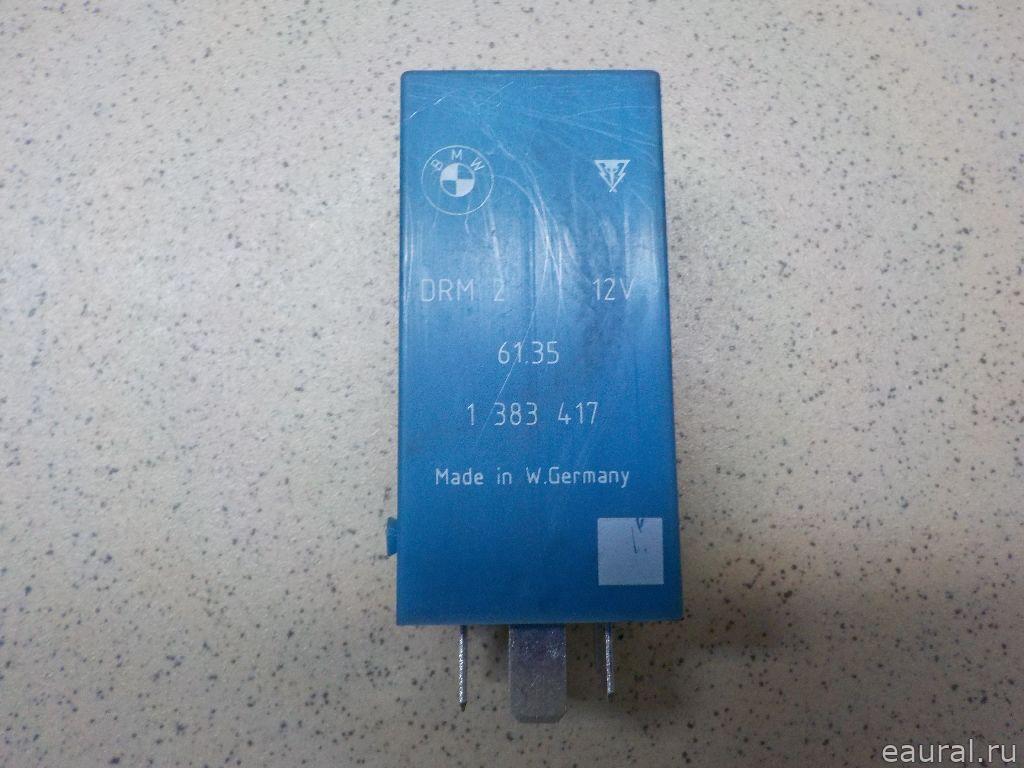 BMW
DRM 2 12V
61.35
1 383 417
Made in W.Germany
eaural.ru